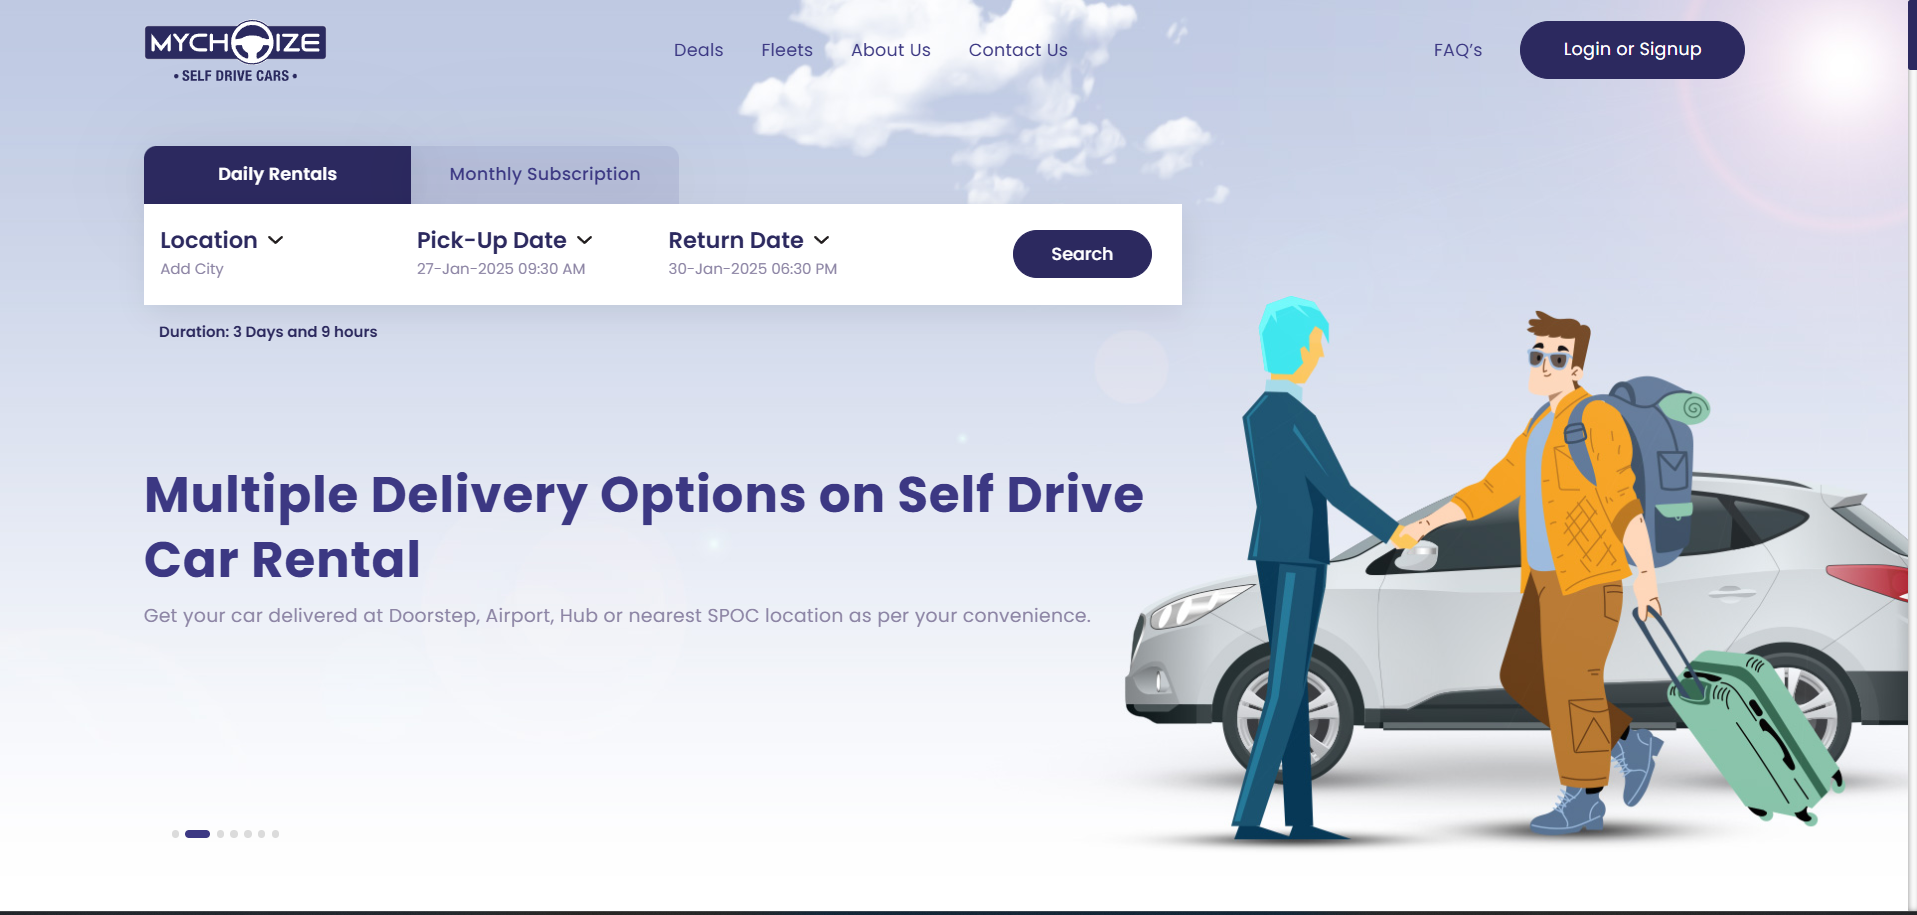 MYCHOIZE
• SELF DRIVE CARS •
Deals
Fleets
About Us
Contact Us
FAQ's
Login or Signup
Daily Rentals
Monthly Subscription
Location
Pick-Up Date
Return Date
Add City
27-Jan-2025 09:30 AM
30-Jan-2025 06:30 PM
Search
Duration: 3 Days and 9 hours
Multiple Delivery Options on Self Drive
Car Rental
Get your car delivered at Doorstep, Airport, Hub or nearest SPOC location as per your convenience.